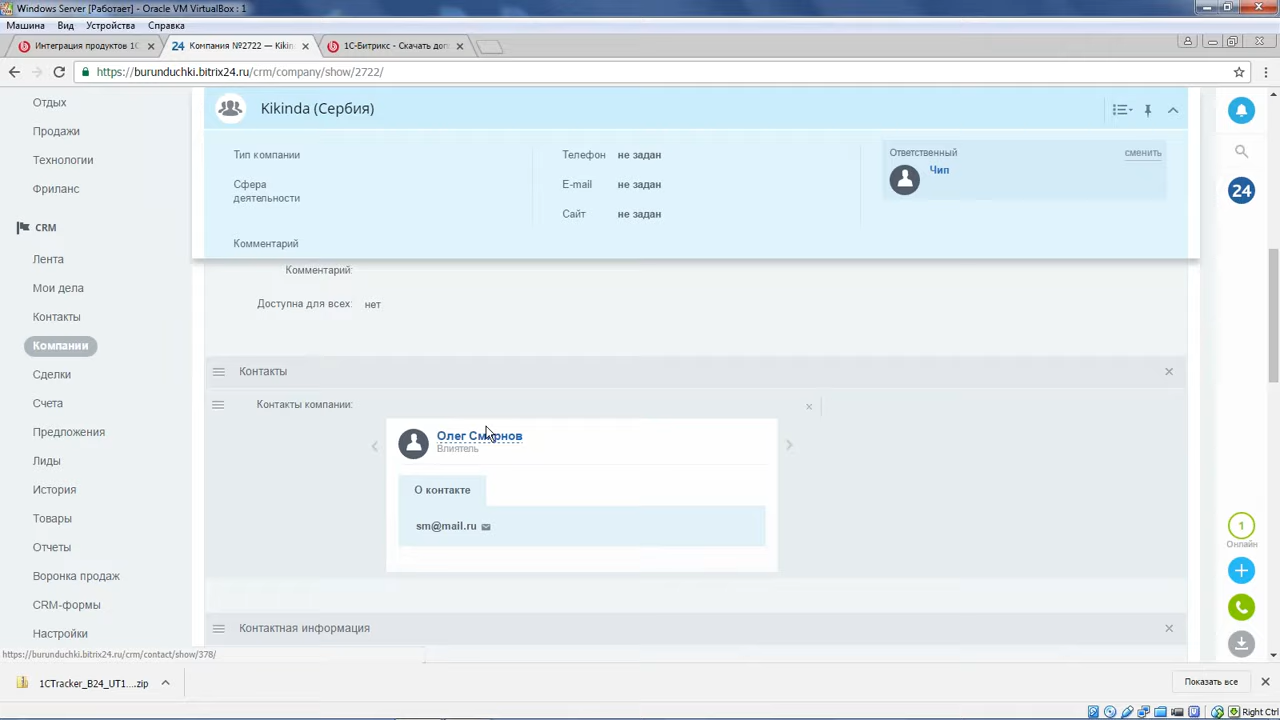 Windows Server [Работает] - Oracle VM VirtualBox : 1
Машина Вид Устройства Справка
Интеграция продуктов 1С
24 Компания №2722 — Kikin
1С-Битрикс - Скачать доп
https://burunduchki.bitrix24.ru/crm/company/show/2722/
Отдых
Продажи
Технологии
Фриланс
CRM
Лента
Мои дела
Контакты
Компании
Сделки
Счета
Предложения
Лиды
История
Товары
Отчеты
Воронка продаж
CRM-формы
Настройки
Kikinda (Сербия)
Тип компании
Сфера
деятельности
Комментарий
Телефон не задан
E-mail не задан
Сайт не задан
Ответственный сменить
Чип
Комментарий:
Доступна для всех: нет
Контакты
Контакты компании:
Олег Смирнов
Влиятель
О контакте
sm@mail.ru
Контактная информация
24
1
Онлайн
https://burunduchki.bitrix24.ru/crm/contact/show/378/
1CTracker_B24_UT1....zip
Показать все
Right Ctrl